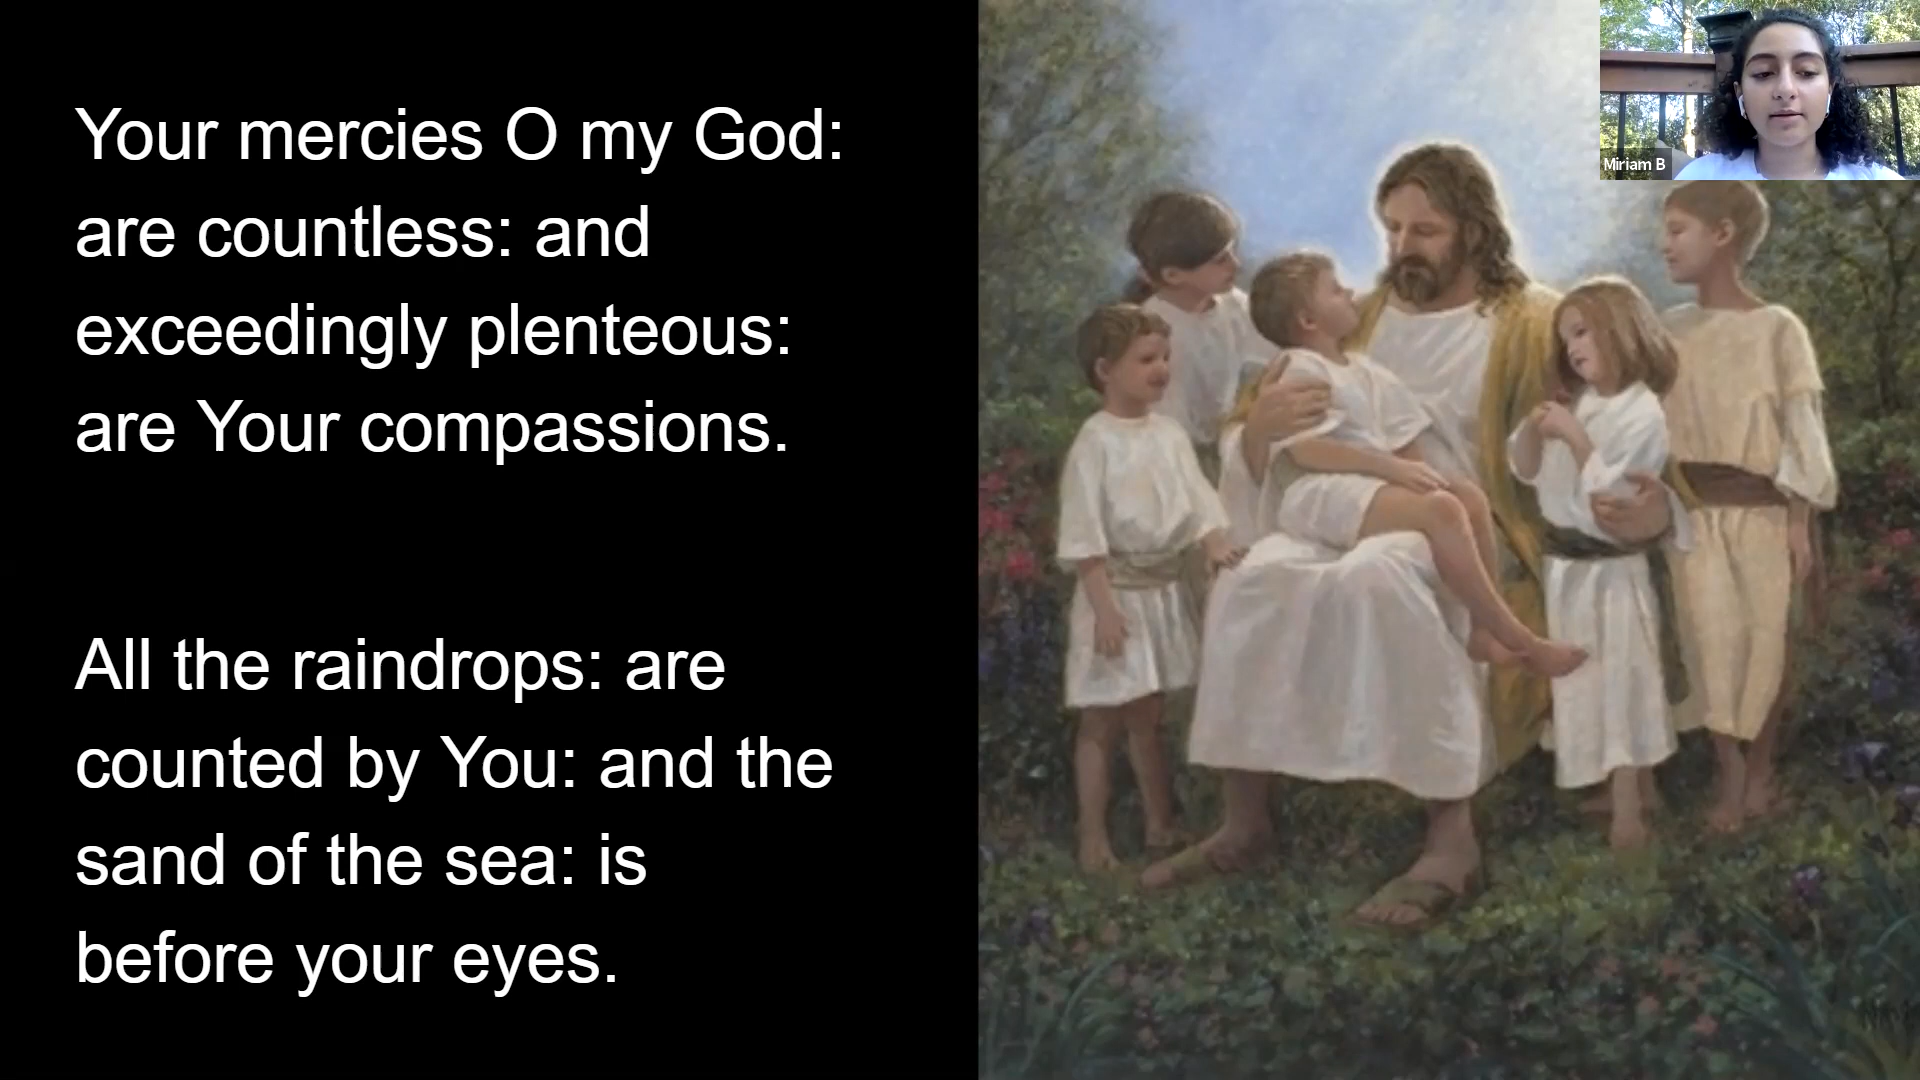 Your mercies O my God:
are countless: and
exceedingly plenteous:
are Your compassions.
All the raindrops: are
counted by You: and the
sand of the sea: is
before your eyes.
Miriam B